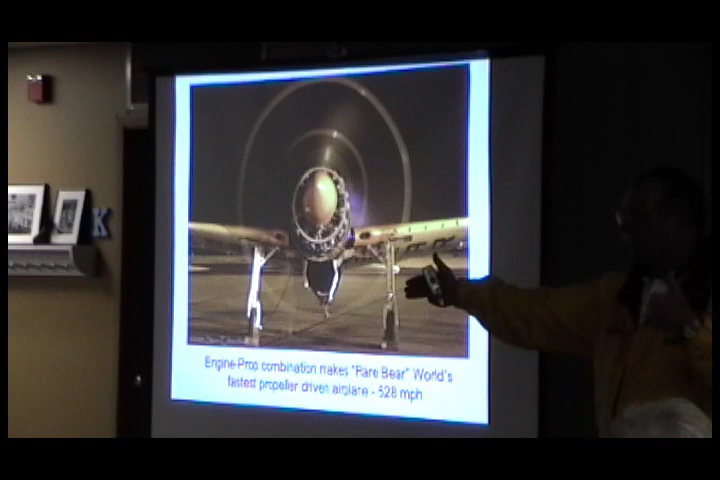 K
Engine-Prop combination makes "Rare Bear" World's
fastest propeller driven airplane - 528 mph